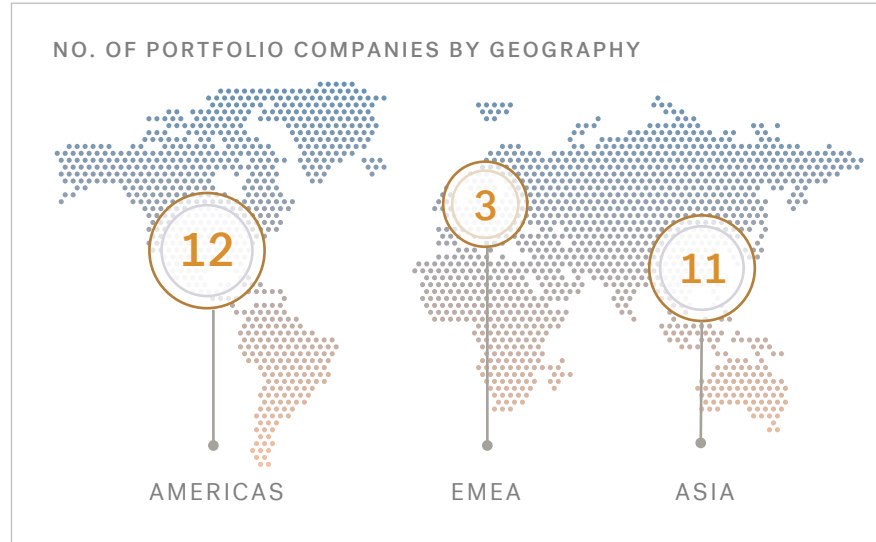 NO. OF PORTFOLIO COMPANIES BY GEOGRAPHY
12
3
11
AMERICAS
EMEA
ASIA